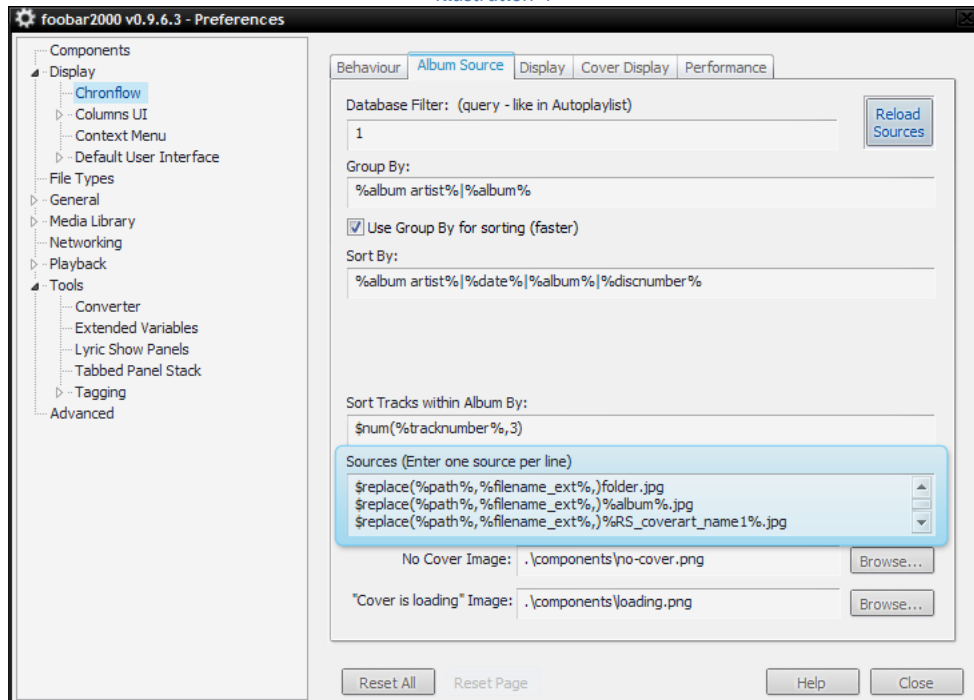 foobar2000 v0.9.6.3 - Preferences
Components
Display
Chronflow
Columns UI
Context Menu
Default User Interface
File Types
General
Media Library
Networking
Playback
Tools
Converter
Extended Variables
Lyric Show Panels
Tabbed Panel Stack
Tagging
Advanced
Behaviour Album Source Display Cover Display Performance
Database Filter: (query - like in Autoplaylist)
1
Reload
Sources
Group By:
%album artist%|%album%
Use Group By for sorting (faster)
Sort By:
%album artist%|%date%|%album%|%discnumber%
Sort Tracks within Album By:
$num(%tracknumber%,3)
Sources (Enter one source per line)
$replace(%path%,%filename_ext%,)folder.jpg
$replace(%path%,%filename_ext%,)%album%.jpg
$replace(%path%,%filename_ext%,)%RS_coverart_name1%.jpg
No Cover Image: .\components\no-cover.png Browse...
"Cover is loading" Image: .\components\loading.png Browse...
Reset All Reset Page Help Close